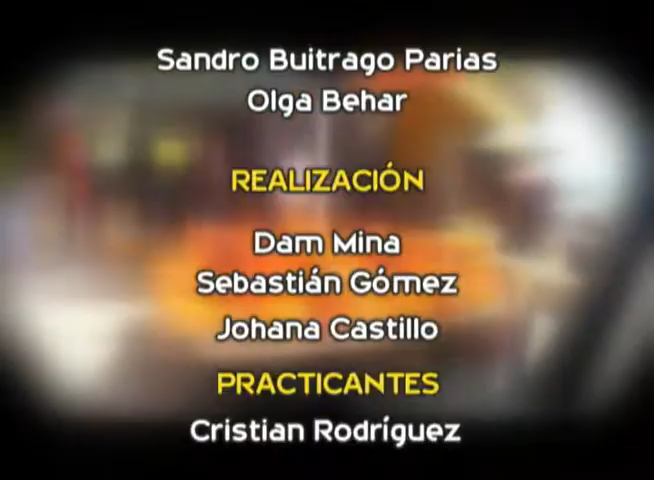 Sandro Buitrago Parias
Olga Behar
REALIZACIÓN
Dam Mina
Sebastián Gómez
Johana Castillo
PRACTICANTES
Cristian Rodríguez